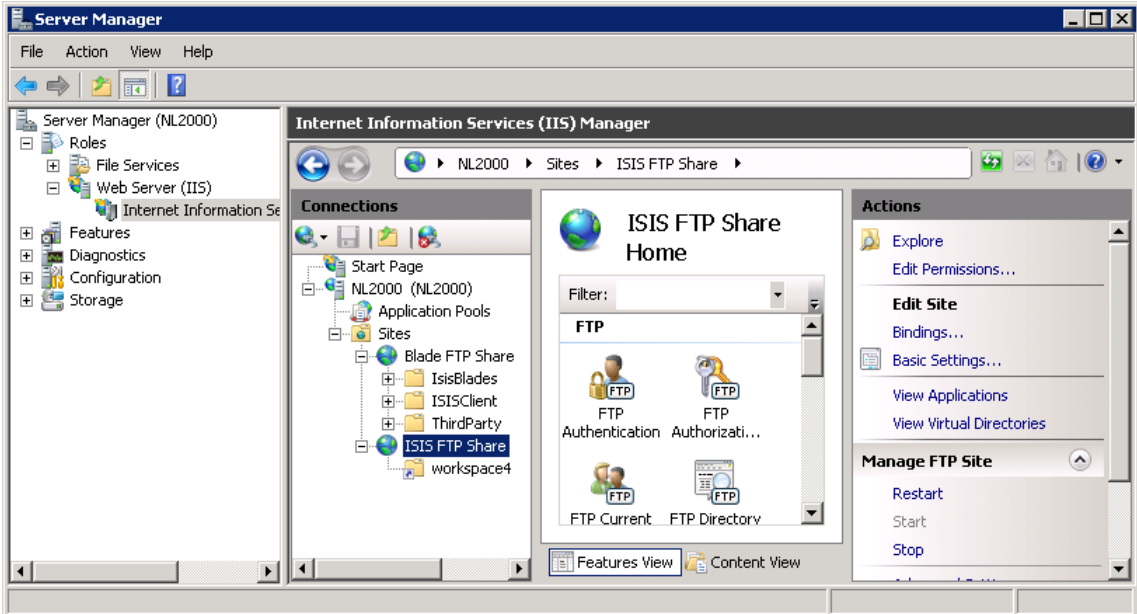 Server Manager
File Action View Help
Server Manager (NL2000)
Roles
File Services
Web Server (IIS)
Internet Information Se
Features
Diagnostics
Configuration
Storage
Internet Information Services (IIS) Manager
NL2000 Sites ISIS FTP Share
Connections
Start Page
NL2000 (NL2000)
Application Pools
Sites
Blade FTP Share
IsisBlades
ISISClient
ThirdParty
ISIS FTP Share
workspace4
ISIS FTP Share
Home
Filter:
FTP
FTP
FTP
FTP
Authentication
FTP
Authorizati...
FTP
FTP
FTP Current
FTP Directory
Features View
Content View
Actions
Explore
Edit Permissions...
Edit Site
Bindings...
Basic Settings...
View Applications
View Virtual Directories
Manage FTP Site
Restart
Start
Stop